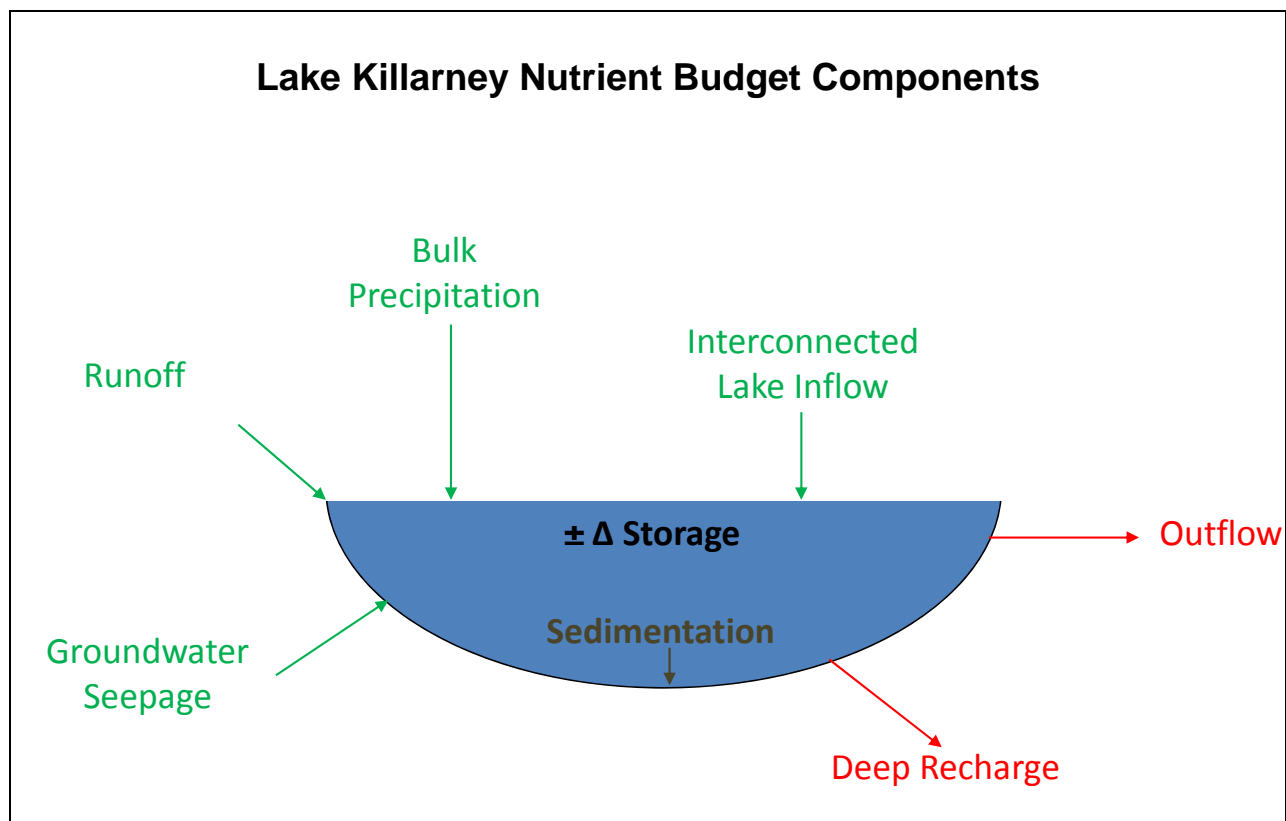 Lake Killarney Nutrient Budget Components
Bulk
Precipitation
Interconnected
Lake Inflow
Runoff
± Δ Storage
Outflow
Sedimentation
Groundwater
Seepage
Deep Recharge